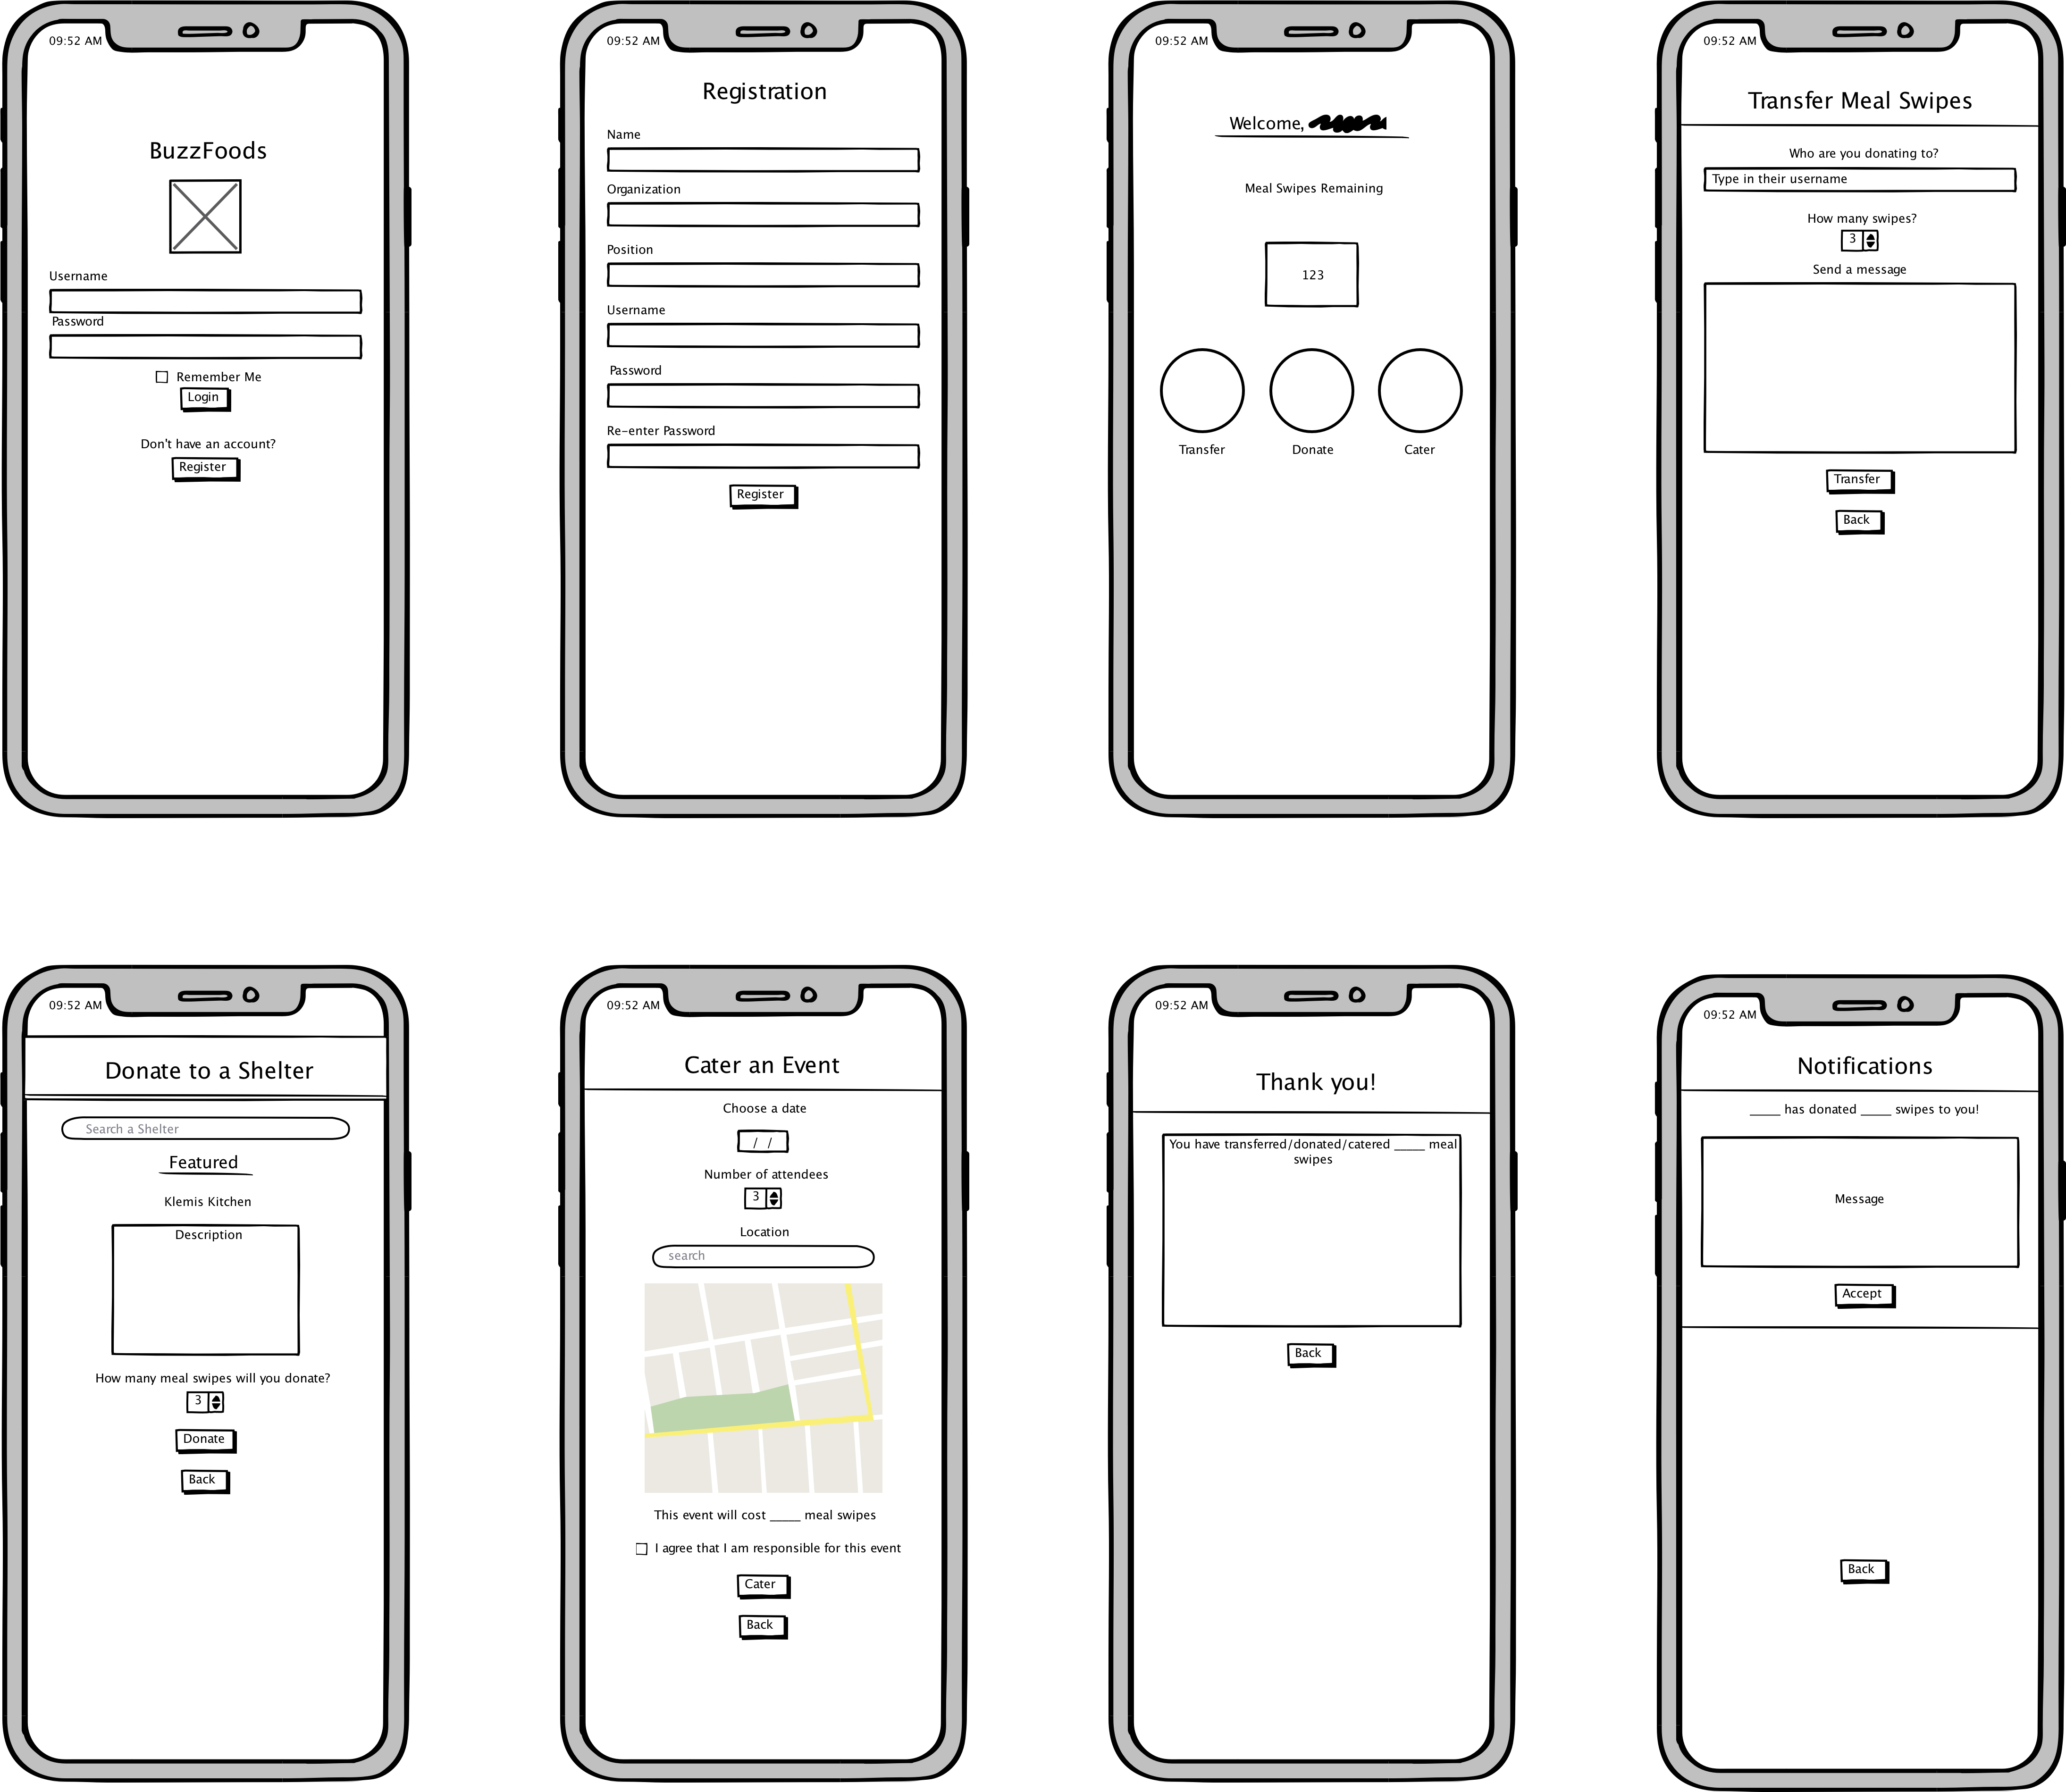 09:52 AM
BuzzFoods
Username
Password
Remember Me
Login
Don't have an account?
Register
09:52 AM
Registration
Name
Organization
Position
Username
Password
Re-enter Password
Register
09:52 AM
Welcome,
Meal Swipes Remaining
123
Transfer
Donate
Cater
09:52 AM
Transfer Meal Swipes
Who are you donating to?
Type in their username
How many swipes?
3
Send a message
Transfer
Back
09:52 AM
Donate to a Shelter
Search a Shelter
Featured
Klemis Kitchen
Description
How many meal swipes will you donate?
3
Donate
Back
09:52 AM
Cater an Event
Choose a date
/ /
Number of attendees
3
Location
search
This event will cost _____ meal swipes
I agree that I am responsible for this event
Cater
Back
09:52 AM
Thank you!
You have transferred/donated/catered _____ meal
swipes
Back
09:52 AM
Notifications
_____ has donated _____ swipes to you!
Message
Accept
Back